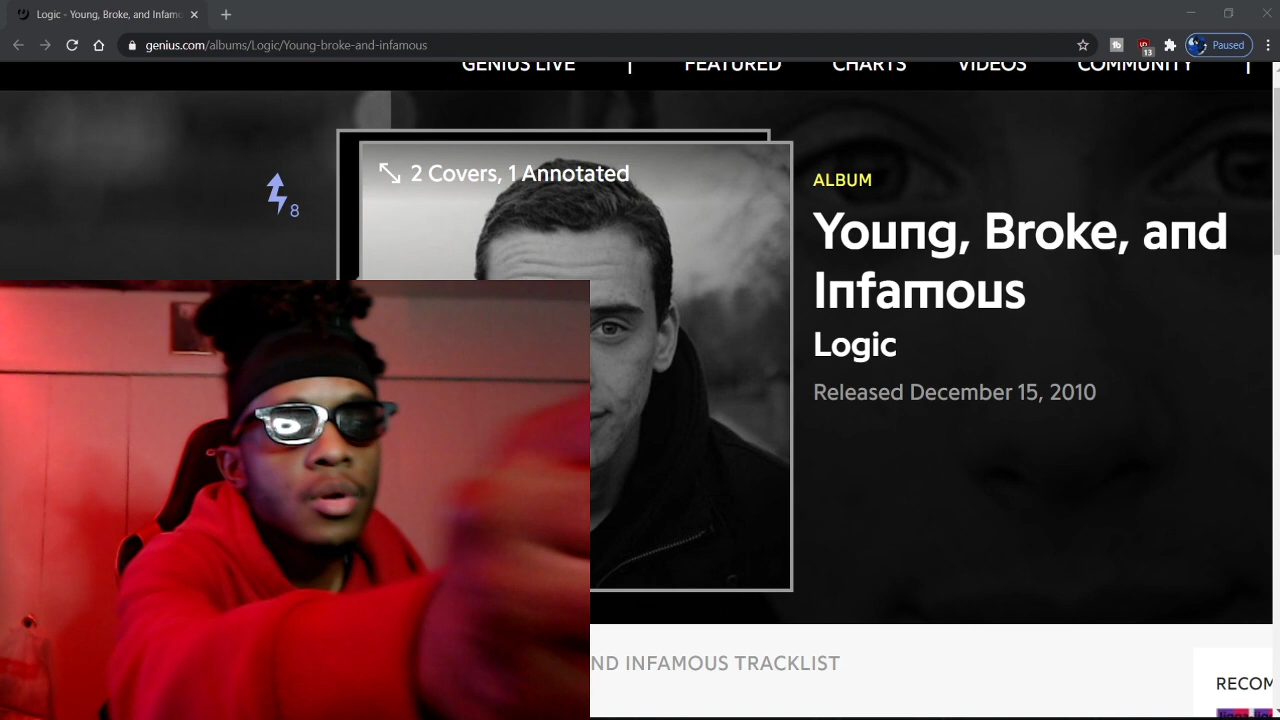 Logic - Young, Broke, and Infamo
genius.com/albums/Logic/Young-broke-and-infamous
13
Paused
GENIUS LIVE | FEATURED CHARTS VIDEOS COMMUNITY |
2 Covers, 1 Annotated
8
ALBUM
Young, Broke, and
Infamous
Logic
Released December 15, 2010
ND INFAMOUS TRACKLIST
RECOM